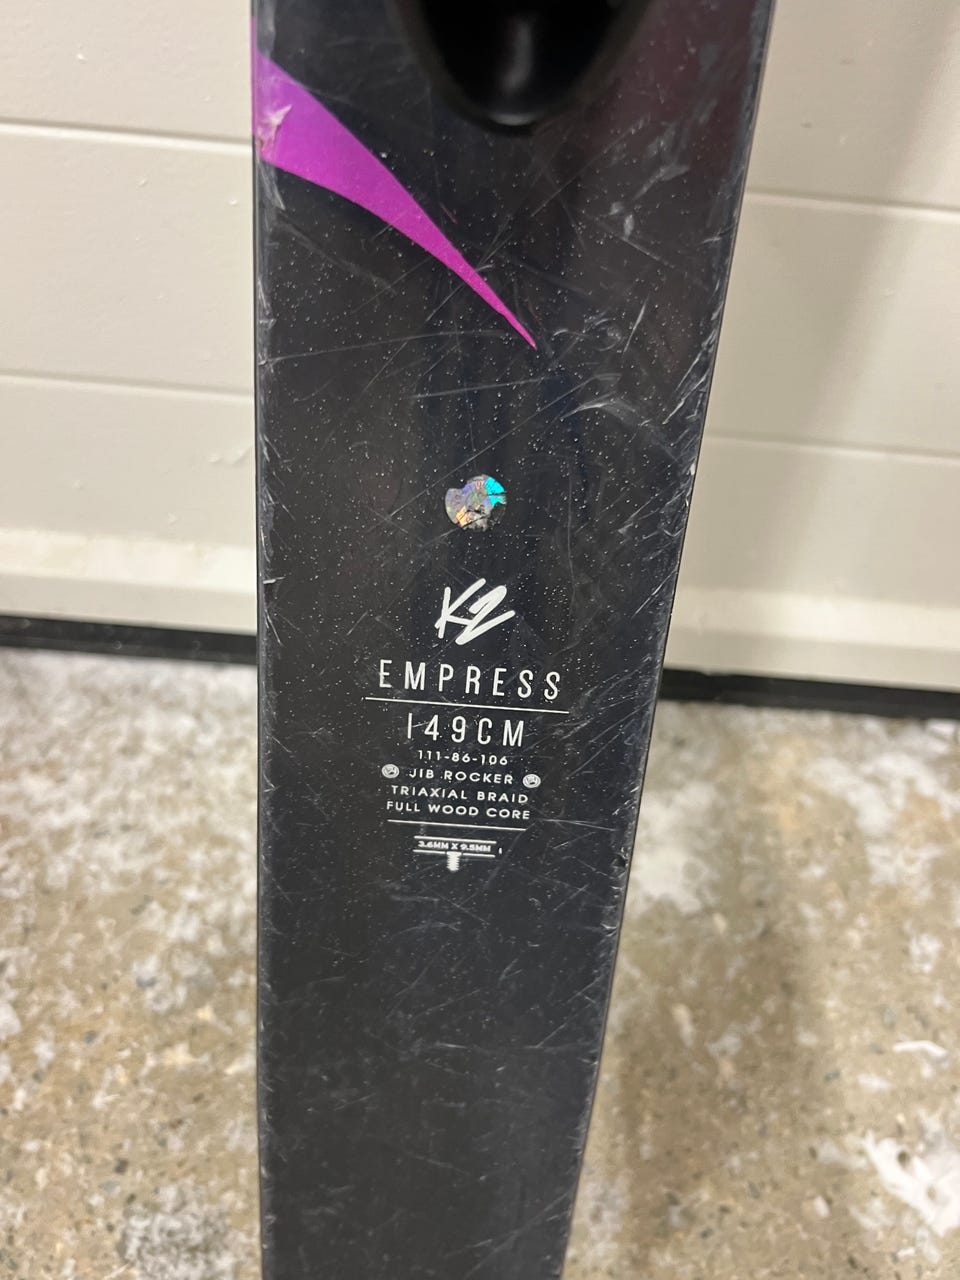 K2
EMPRESS
149CM
111-86-106
JIB ROCKER
TRIAXIAL BRAID
FULL WOOD CORE
3.6MM X 9.5MM